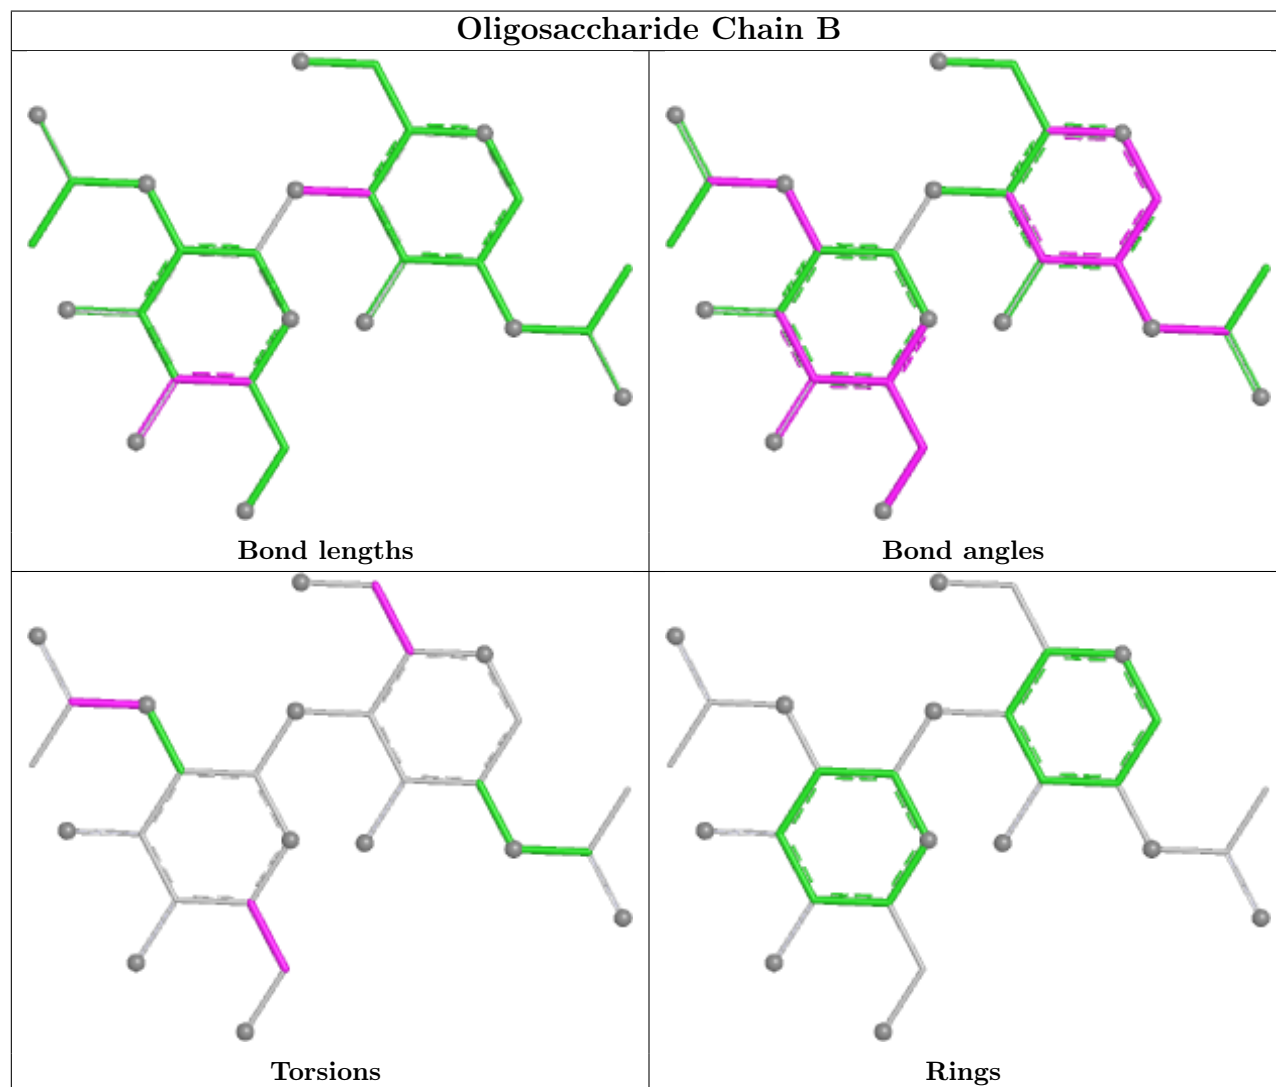 Oligosaccharide Chain B
Bond lengths
Bond angles
Torsions
Rings